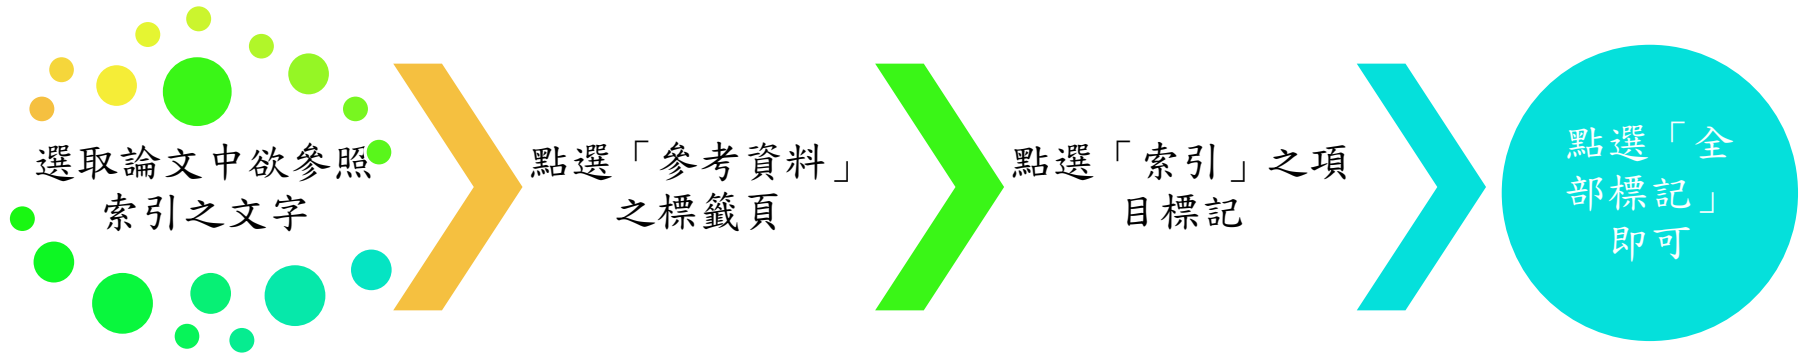 選取論文中欲參照
索引之文字
點選「參考資料」
之標籤頁
點選「索引」之項
目標記
點選「全
部標記」
即可